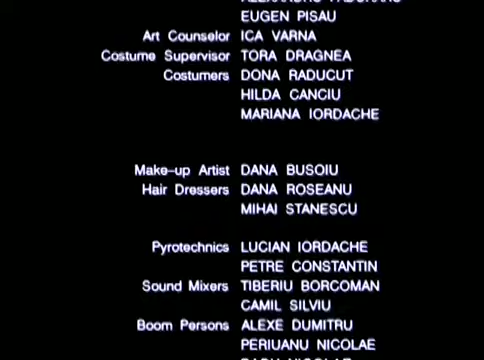 EUGEN PISAU
Art Counselor ICA VARNA
Costume Supervisor TORA DRAGNEA
Costumers DONA RADUCUT
HILDA CANCIU
MARIANA IORDACHE
Make-up Artist DANA BUSOIU
Hair Dressers DANA ROSEANU
MIHAI STANESCU
Pyrotechnics LUCIAN IORDACHE
PETRE CONSTANTIN
Sound Mixers TIBERIU BORCOMAN
CAMIL SILVIU
Boom Persons ALEXE DUMITRU
PERIUANU NICOLAE